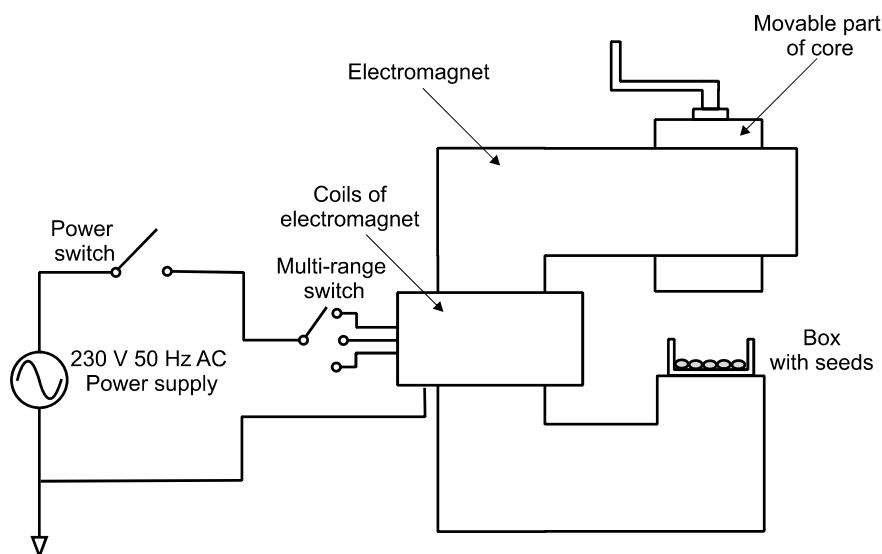 Movable part
of core
Electromagnet
Coils of
electromagnet
Power
switch
Multi-range
switch
230 V 50 Hz AC
Power supply
Box
with seeds